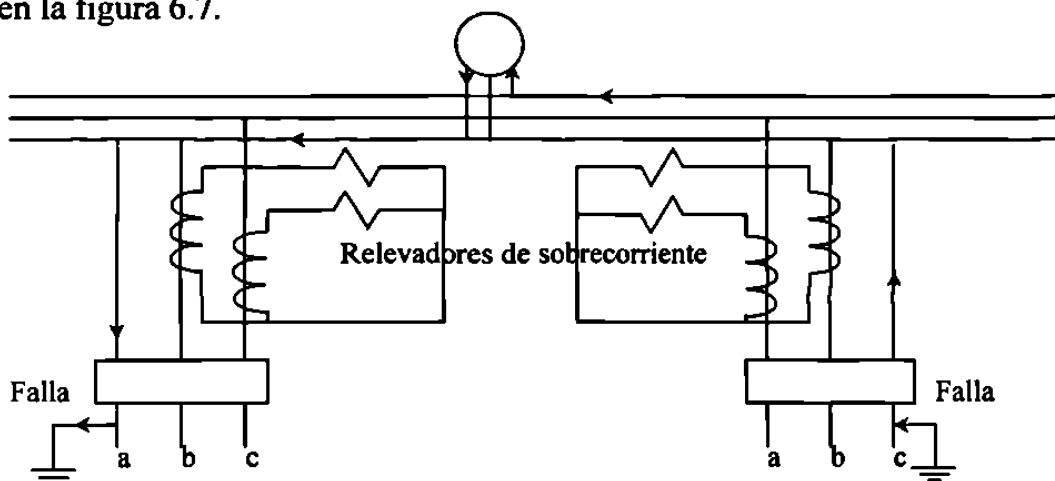 en la figura 6.7.
Relevadores de sobrecorriente
Falla
Falla
a b c
a b c